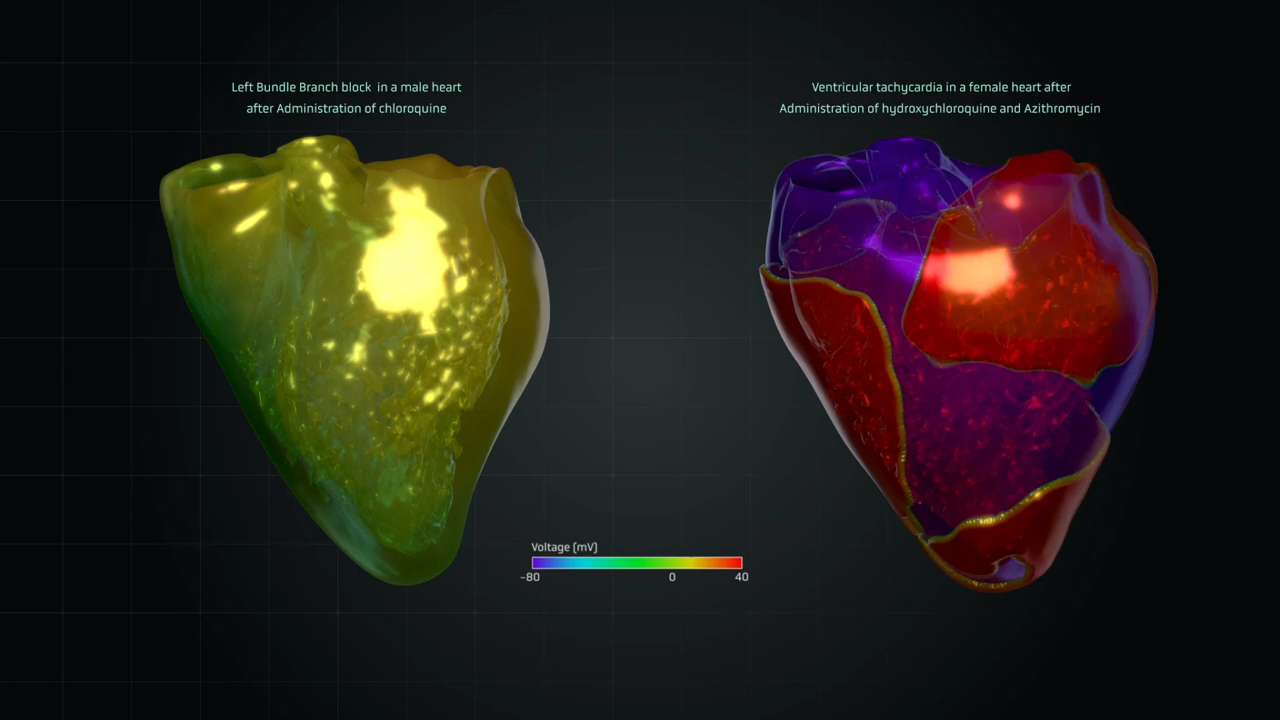 Left Bundle Branch block in a male heart
after Administration of chloroquine
Ventricular tachycardia in a female heart after
Administration of hydroxychloroquine and Azithromycin
Voltage (mV)
-80 0 40